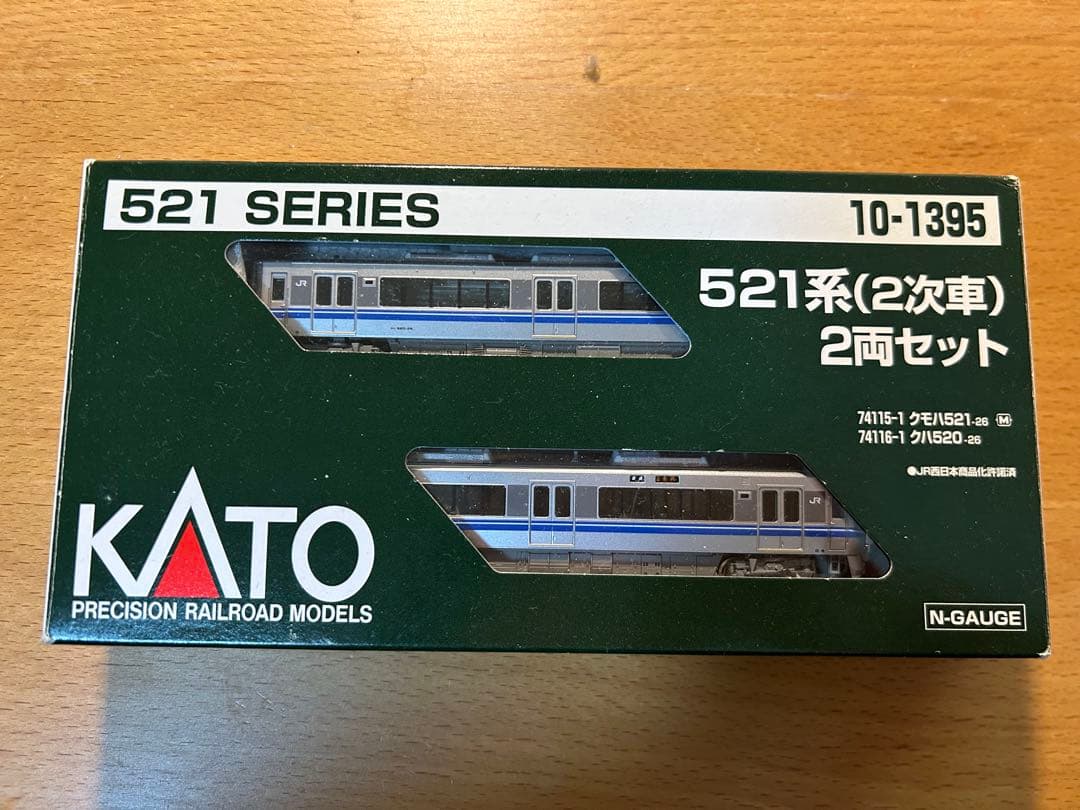 521 SERIES
10-1395
JR
521系(2次車)
2両セット
74115-1 クモハ521-26 M
74116-1 クハ520-26
●JR西日本商品化許諾済
JR
KATO
PRECISION RAILROAD MODELS
N-GAUGE